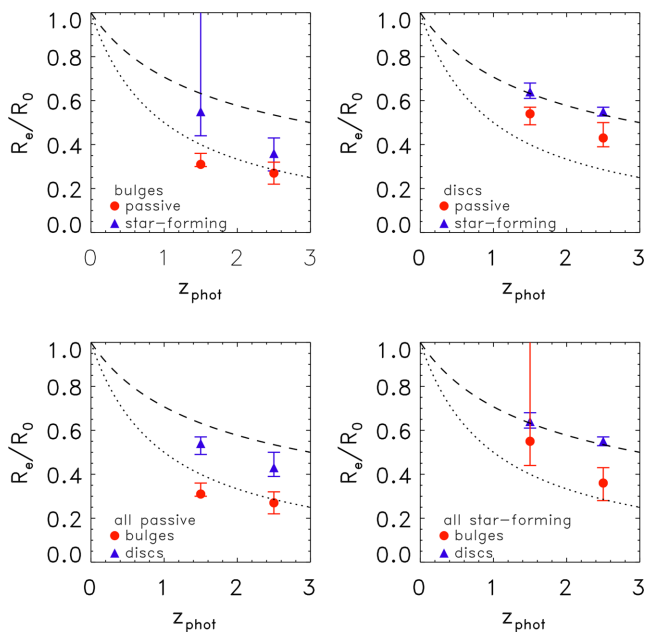 1.0
0.8
0.6
0.4
0.2
0.0
R_e/R_0
bulges
passive
star-forming
0 1 2 3
z_phot
1.0
0.8
0.6
0.4
0.2
0.0
R_e/R_0
discs
passive
star-forming
0 1 2 3
z_phot
1.0
0.8
0.6
0.4
0.2
0.0
R_e/R_0
all passive
bulges
discs
0 1 2 3
z_phot
1.0
0.8
0.6
0.4
0.2
0.0
R_e/R_0
all star-forming
bulges
discs
0 1 2 3
z_phot